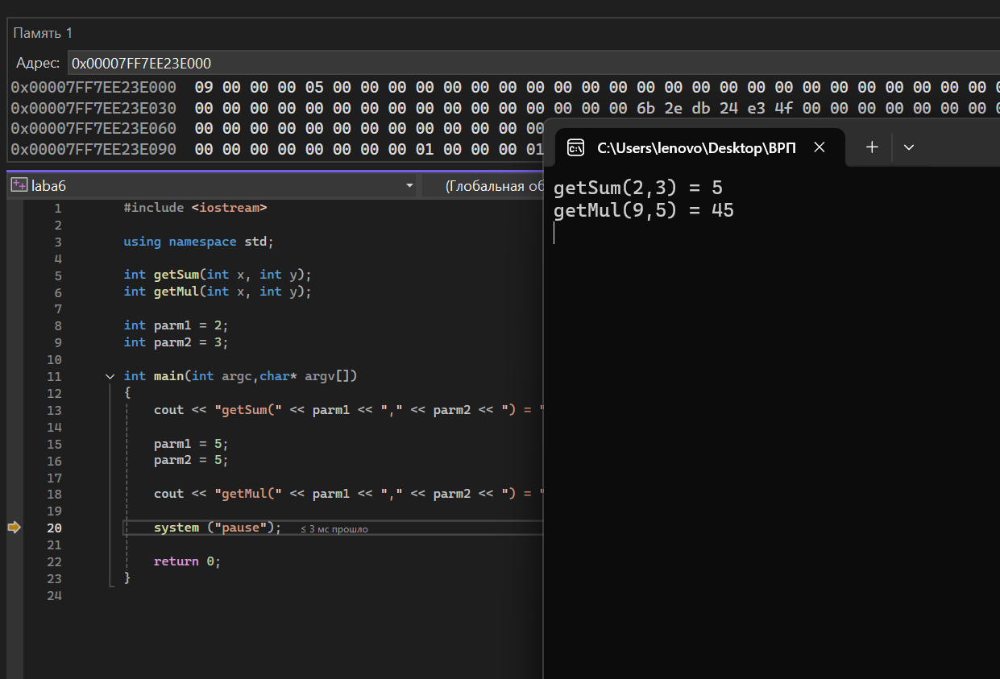 Память 1
Адрес: 0x00007FF7EE23E000
0x00007FF7EE23E000 09 00 00 00 05 00 00 00 00 00 00 00 00 00 00 00 00 00 00 00 00 00 00 00 00 00 00 00 00
0x00007FF7EE23E030 00 00 00 00 00 00 00 00 00 00 00 00 00 00 00 00 6b 2e db 24 e3 4f 00 00 00 00 00 00 00
0x00007FF7EE23E060 00 00 00 00 00 00 00 00 00 00 00 00 00
0x00007FF7EE23E090 00 00 00 00 00 00 00 00 01 00 00 00 01
C:\Users\lenovo\Desktop\ВРП
getSum(2,3) = 5
getMul(9,5) = 45
laba6
(Глобальная об
1 #include <iostream>
2
3 using namespace std;
4
5 int getSum(int x, int y);
6 int getMul(int x, int y);
7
8 int parm1 = 2;
9 int parm2 = 3;
10
11 int main(int argc,char* argv[])
12 {
13 cout << "getSum(" << parm1 << "," << parm2 << ") = "
14
15 parm1 = 5;
16 parm2 = 5;
17
18 cout << "getMul(" << parm1 << "," << parm2 << ") = "
19
20 system ("pause"); ≤ 3 мс прошло
21
22 return 0;
23 }
24